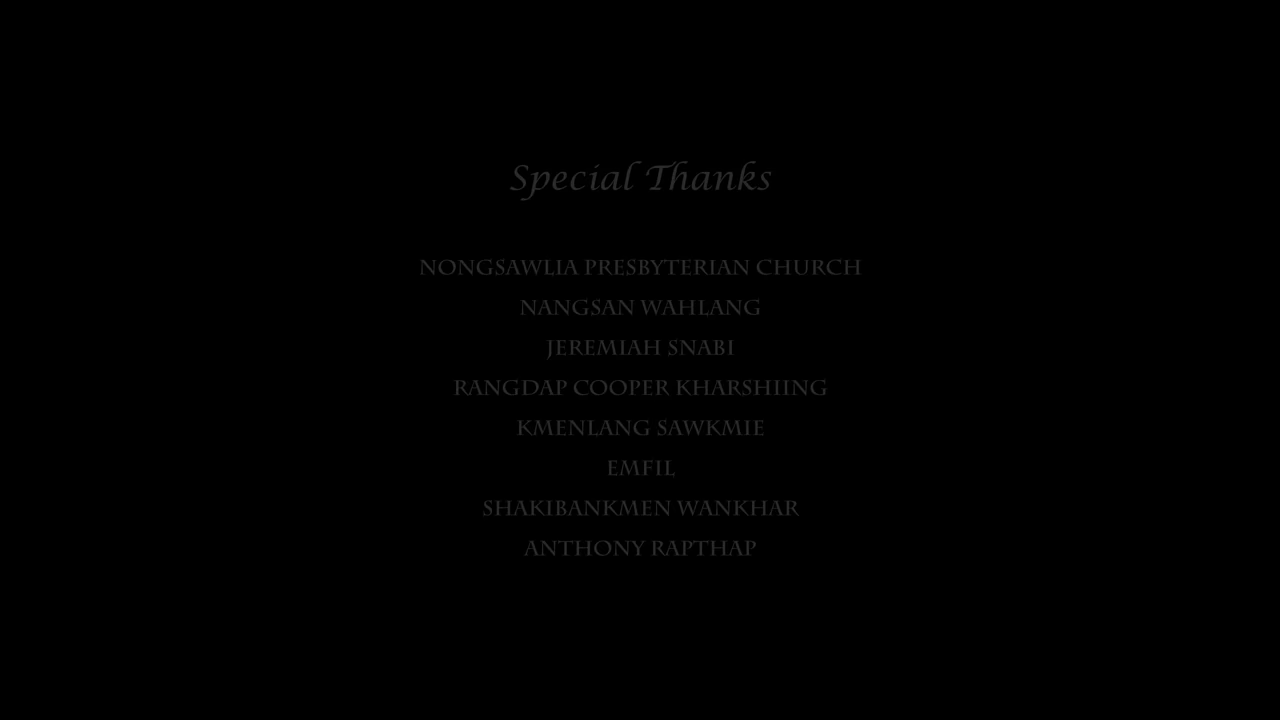 Special Thanks
NONGSAWLIA PRESBYTERIAN CHURCH
NANGSAN WAHLANG
JEREMIAH SNABI
RANGDAP COOPER KHARSHIING
KMENLANG SAWKMIE
EMFIL
SHAKIBANKMEN WANKHAR
ANTHONY RAPTHAP